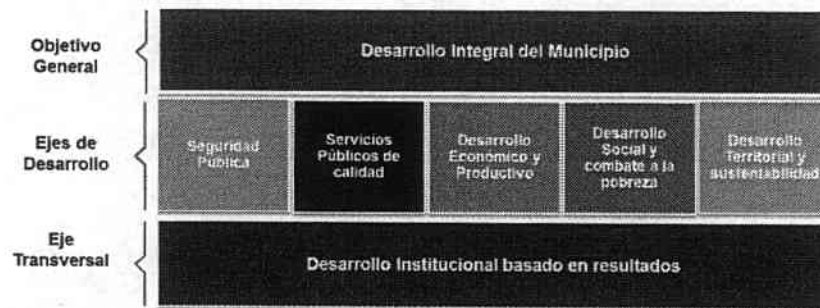 Objetivo
General
Desarrollo Integral del Municipio
Ejes de
Desarrollo
Seguridad
Pública
Servicios
Públicos de
calidad
Desarrollo
Económico y
Productivo
Desarrollo
Social y
combate a la
pobreza
Desarrollo
Territorial y
sustentabilidad
Eje
Transversal
Desarrollo Institucional basado en resultados